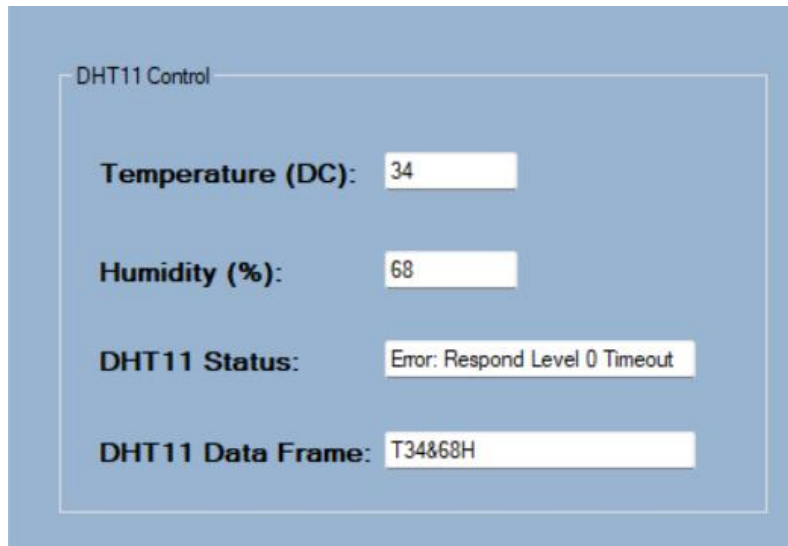 DHT11 Control
Temperature (DC): 34
Humidity (%): 68
DHT11 Status: Error: Respond Level 0 Timeout
DHT11 Data Frame: T34&68H